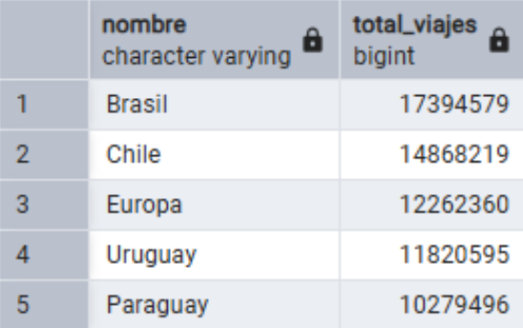 nombre total_viajes
character varying bigint
1 Brasil 17394579
2 Chile 14868219
3 Europa 12262360
4 Uruguay 11820595
5 Paraguay 10279496